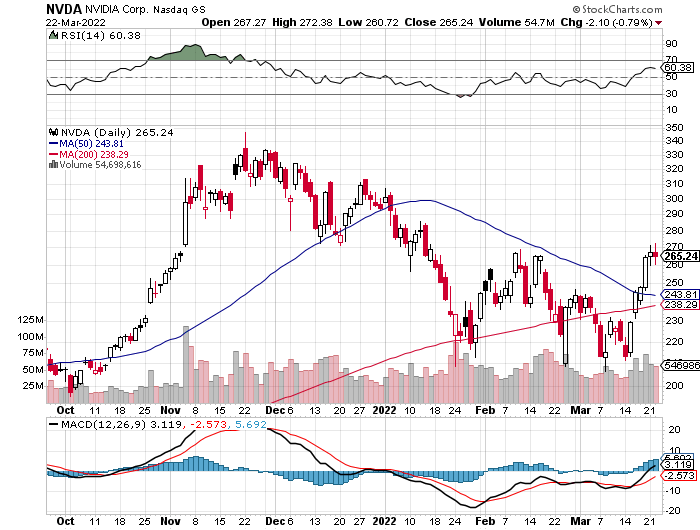 NVDA NVIDIA Corp. Nasdaq GS
© StockCharts.com
22-Mar-2022
Open 267.27 High 272.38 Low 260.72 Close 265.24 Volume 54.7M Chg -2.10 (-0.79%)
RSI(14) 60.38
90
70
60.38
50
30
10
NVDA (Daily) 265.24
MA(50) 243.81
MA(200) 238.29
Volume 54,698,616
350
340
330
320
310
300
290
280
270
265.24
260
243.81
238.29
230
220
200
125M
100M
75M
50M
25M
546986
Oct 11 18 25 Nov 8 15 22 Dec 6 13 20 27 2022 10 18 24 Feb 7 14 22 Mar 7 14 21
MACD(12,26,9) 3.119, -2.573, 5.692
20
10
3.119
-2.573
-10
-20
Oct 11 18 25 Nov 8 15 22 Dec 6 13 20 27 2022 10 18 24 Feb 7 14 22 Mar 7 14 21